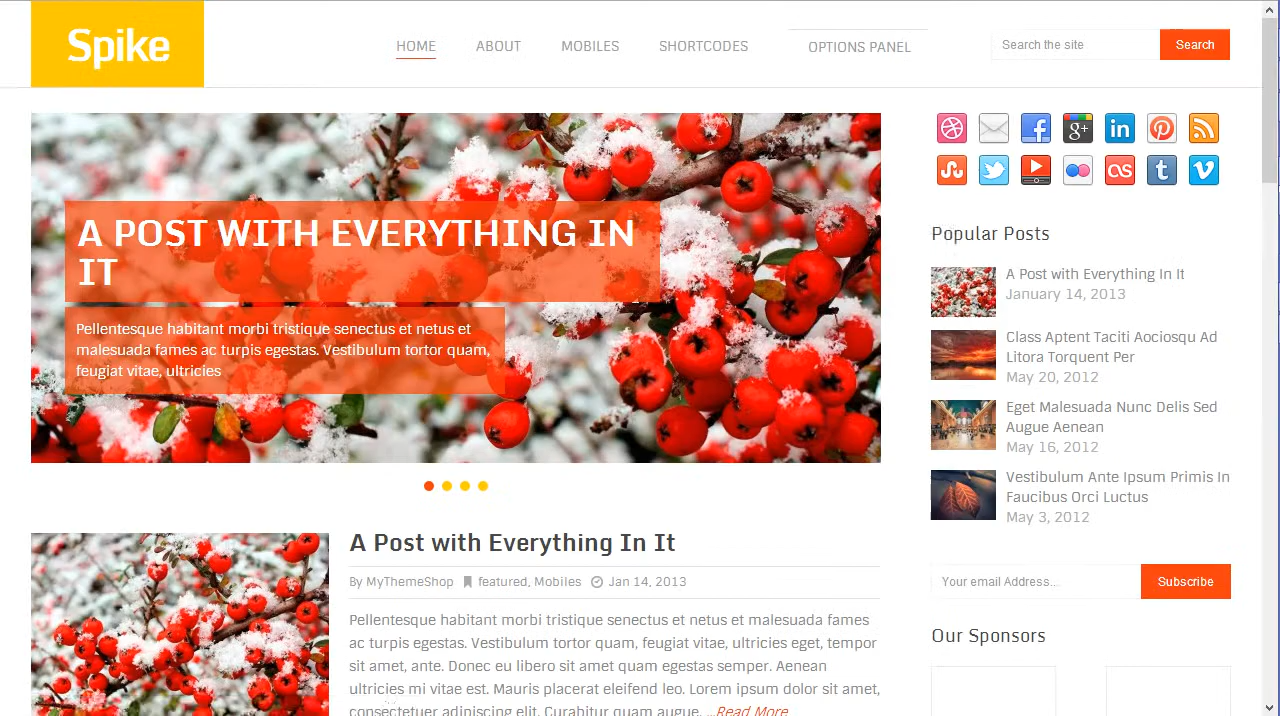 Spike
HOME
ABOUT
MOBILES
SHORTCODES
OPTIONS PANEL
Search the site
Search
A POST WITH EVERYTHING IN
IT
Pellentesque habitant morbi tristique senectus et netus et
malesuada fames ac turpis egestas. Vestibulum tortor quam,
feugiat vitae, ultricies
A Post with Everything In It
By MyThemeShop featured, Mobiles Jan 14, 2013
Pellentesque habitant morbi tristique senectus et netus et malesuada fames
ac turpis egestas. Vestibulum tortor quam, feugiat vitae, ultricies eget, tempor
sit amet, ante. Donec eu libero sit amet quam egestas semper. Aenean
ultricies mi vitae est. Mauris placerat eleifend leo. Lorem ipsum dolor sit amet,
consectetuer adipiscing elit. Curabitur quam augue, ...Read More
g+
in
t
Popular Posts
A Post with Everything In It
January 14, 2013
Class Aptent Taciti Aociosqu Ad
Litora Torquent Per
May 20, 2012
Eget Malesuada Nunc Delis Sed
Augue Aenean
May 16, 2012
Vestibulum Ante Ipsum Primis In
Faucibus Orci Luctus
May 3, 2012
Your email Address...
Subscribe
Our Sponsors